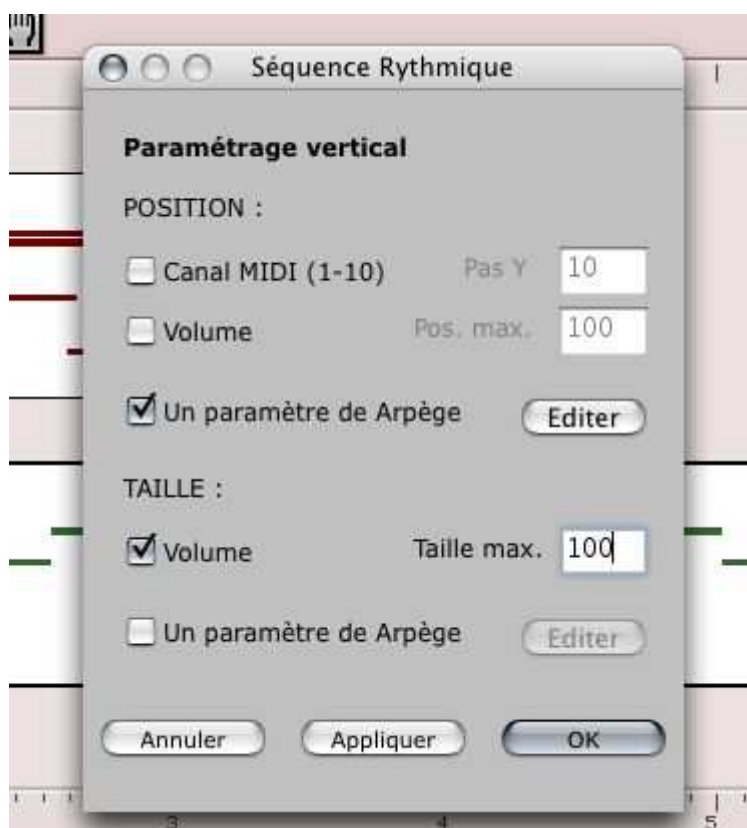 Séquence Rythmique
Paramétrage vertical
POSITION :
Canal MIDI (1-10) Pas Y 10
Volume Pos. max. 100
Un paramètre de Arpège Editer
TAILLE :
Volume Taille max. 100
Un paramètre de Arpège Editer
Annuler Appliquer OK
3 4 5